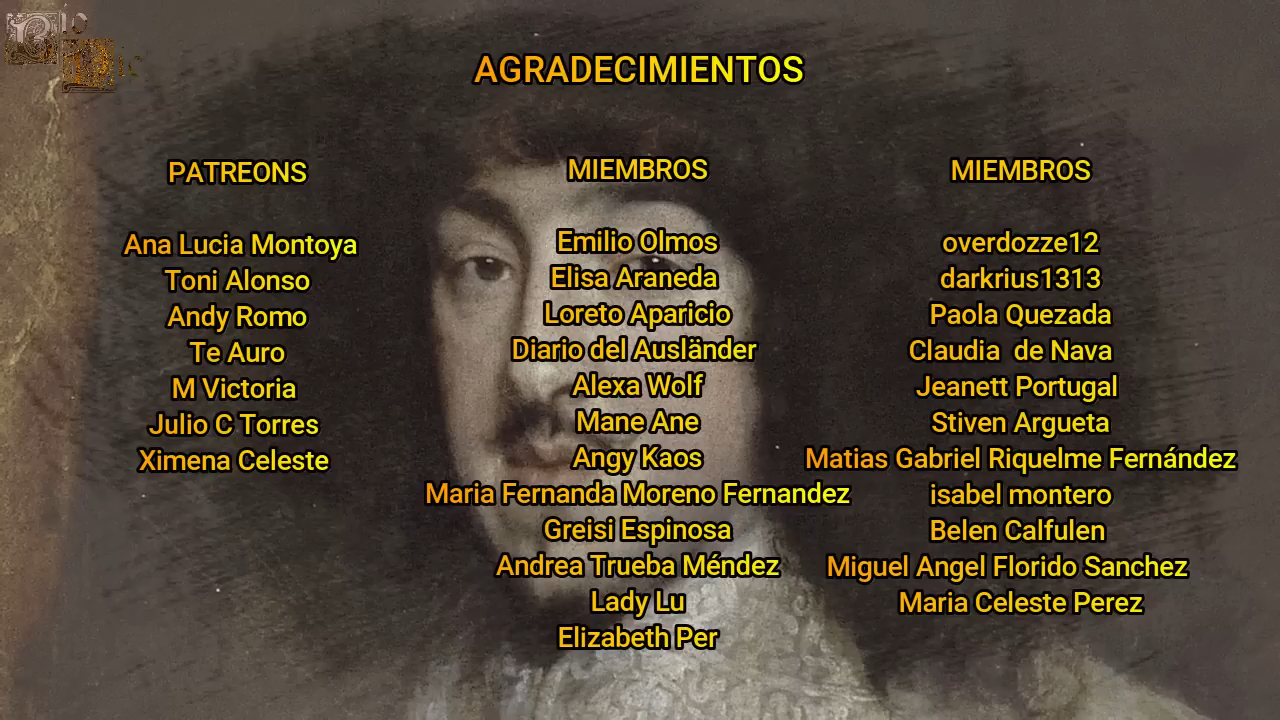 AGRADECIMIENTOS
PATREONS
Ana Lucia Montoya
Toni Alonso
Andy Romo
Te Auro
M Victoria
Julio C Torres
Ximena Celeste
MIEMBROS
Emilio Olmos
Elisa Araneda
Loreto Aparicio
Diario del Ausländer
Alexa Wolf
Mane Ane
Angy Kaos
Maria Fernanda Moreno Fernandez
Greisi Espinosa
Andrea Trueba Méndez
Lady Lu
Elizabeth Per
MIEMBROS
overdozze12
darkrius1313
Paola Quezada
Claudia  de Nava
Jeanett Portugal
Stiven Argueta
Matias Gabriel Riquelme Fernández
isabel montero
Belen Calfulen
Miguel Angel Florido Sanchez
Maria Celeste Perez